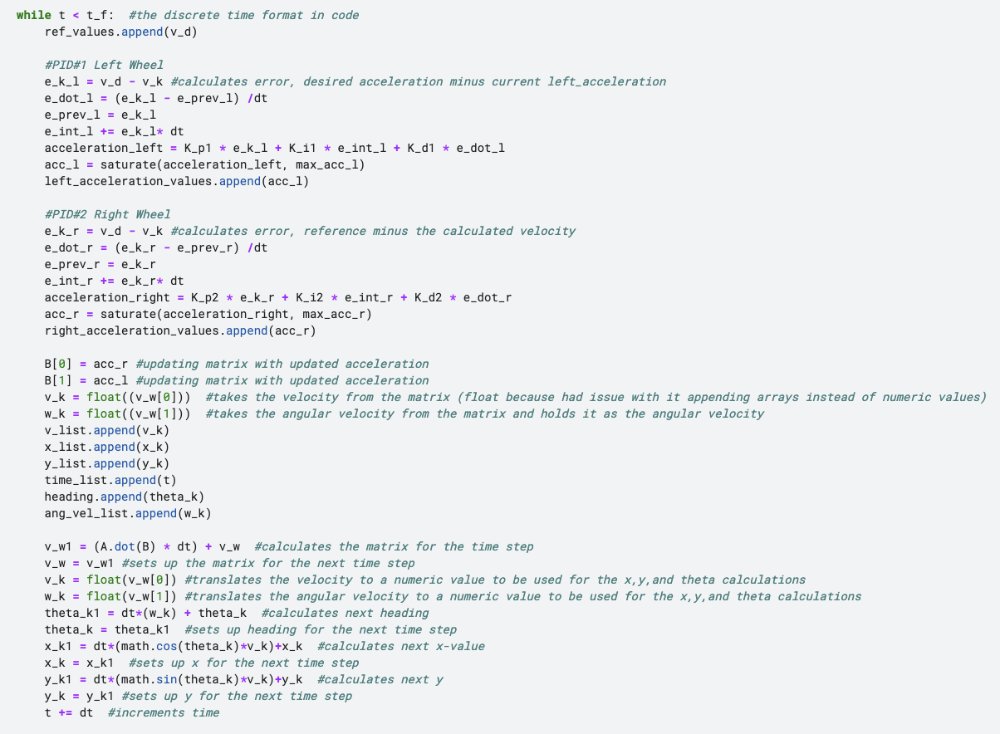 while t < t_f:  #the discrete time format in code
    ref_values.append(v_d)

    #PID#1 Left Wheel
    e_k_l = v_d - v_k #calculates error, desired acceleration minus current left_acceleration
    e_dot_l = (e_k_l - e_prev_l) /dt
    e_prev_l = e_k_l
    e_int_l += e_k_l* dt
    acceleration_left = K_p1 * e_k_l + K_i1 * e_int_l + K_d1 * e_dot_l
    acc_l = saturate(acceleration_left, max_acc_l)
    left_acceleration_values.append(acc_l)

    #PID#2 Right Wheel
    e_k_r = v_d - v_k #calculates error, reference minus the calculated velocity
    e_dot_r = (e_k_r - e_prev_r) /dt
    e_prev_r = e_k_r
    e_int_r += e_k_r* dt
    acceleration_right = K_p2 * e_k_r + K_i2 * e_int_r + K_d2 * e_dot_r
    acc_r = saturate(acceleration_right, max_acc_r)
    right_acceleration_values.append(acc_r)

    B[0] = acc_r #updating matrix with updated acceleration
    B[1] = acc_l #updating matrix with updated acceleration
    v_k = float((v_w[0]))  #takes the velocity from the matrix (float because had issue with it appending arrays instead of numeric values)
    w_k = float((v_w[1]))  #takes the angular velocity from the matrix and holds it as the angular velocity
    v_list.append(v_k)
    x_list.append(x_k)
    y_list.append(y_k)
    time_list.append(t)
    heading.append(theta_k)
    ang_vel_list.append(w_k)

    v_w1 = (A.dot(B) * dt) + v_w  #calculates the matrix for the time step
    v_w = v_w1 #sets up the matrix for the next time step
    v_k = float(v_w[0]) #translates the velocity to a numeric value to be used for the x,y,and theta calculations
    w_k = float(v_w[1]) #translates the angular velocity to a numeric value to be used for the x,y,and theta calculations
    theta_k1 = dt*(w_k) + theta_k  #calculates next heading
    theta_k = theta_k1  #sets up heading for the next time step
    x_k1 = dt*(math.cos(theta_k)*v_k)+x_k  #calculates next x-value
    x_k = x_k1  #sets up x for the next time step
    y_k1 = dt*(math.sin(theta_k)*v_k)+y_k  #calculates next y
    y_k = y_k1 #sets up y for the next time step
    t += dt  #increments time